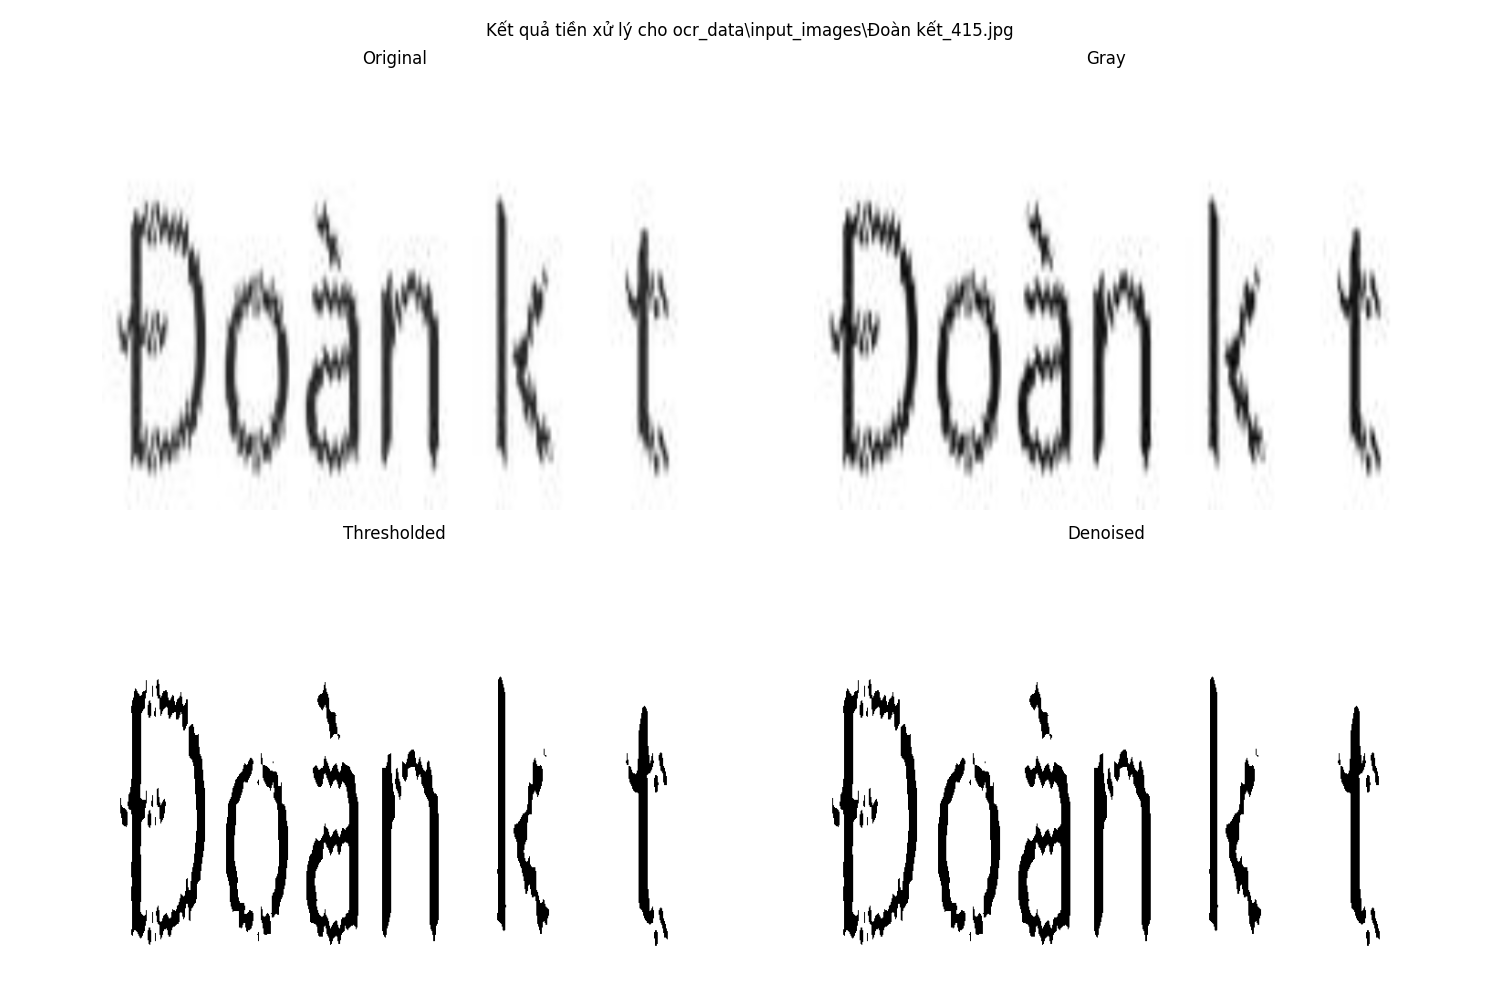 Kết quả tiền xử lý cho ocr_data\input_images\Đoàn kết_415.jpg
Original
Gray
Đoàn k t
Đoàn k t
Thresholded
Denoised
Đoàn k t
Đoàn k t